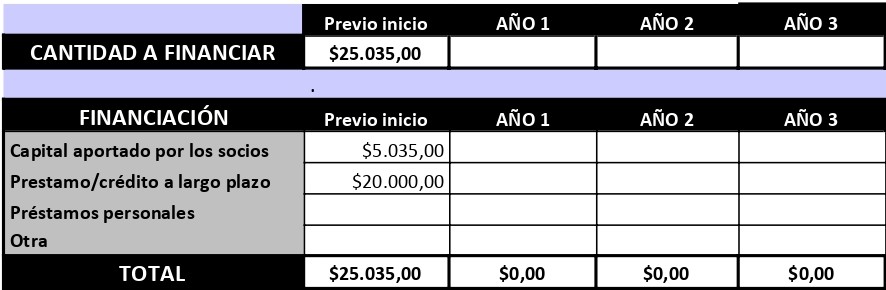 Previo inicio AÑO 1 AÑO 2 AÑO 3
CANTIDAD A FINANCIAR $25.035,00
.
FINANCIACIÓN Previo inicio AÑO 1 AÑO 2 AÑO 3
Capital aportado por los socios $5.035,00
Prestamo/crédito a largo plazo $20.000,00
Préstamos personales
Otra
TOTAL $25.035,00 $0,00 $0,00 $0,00